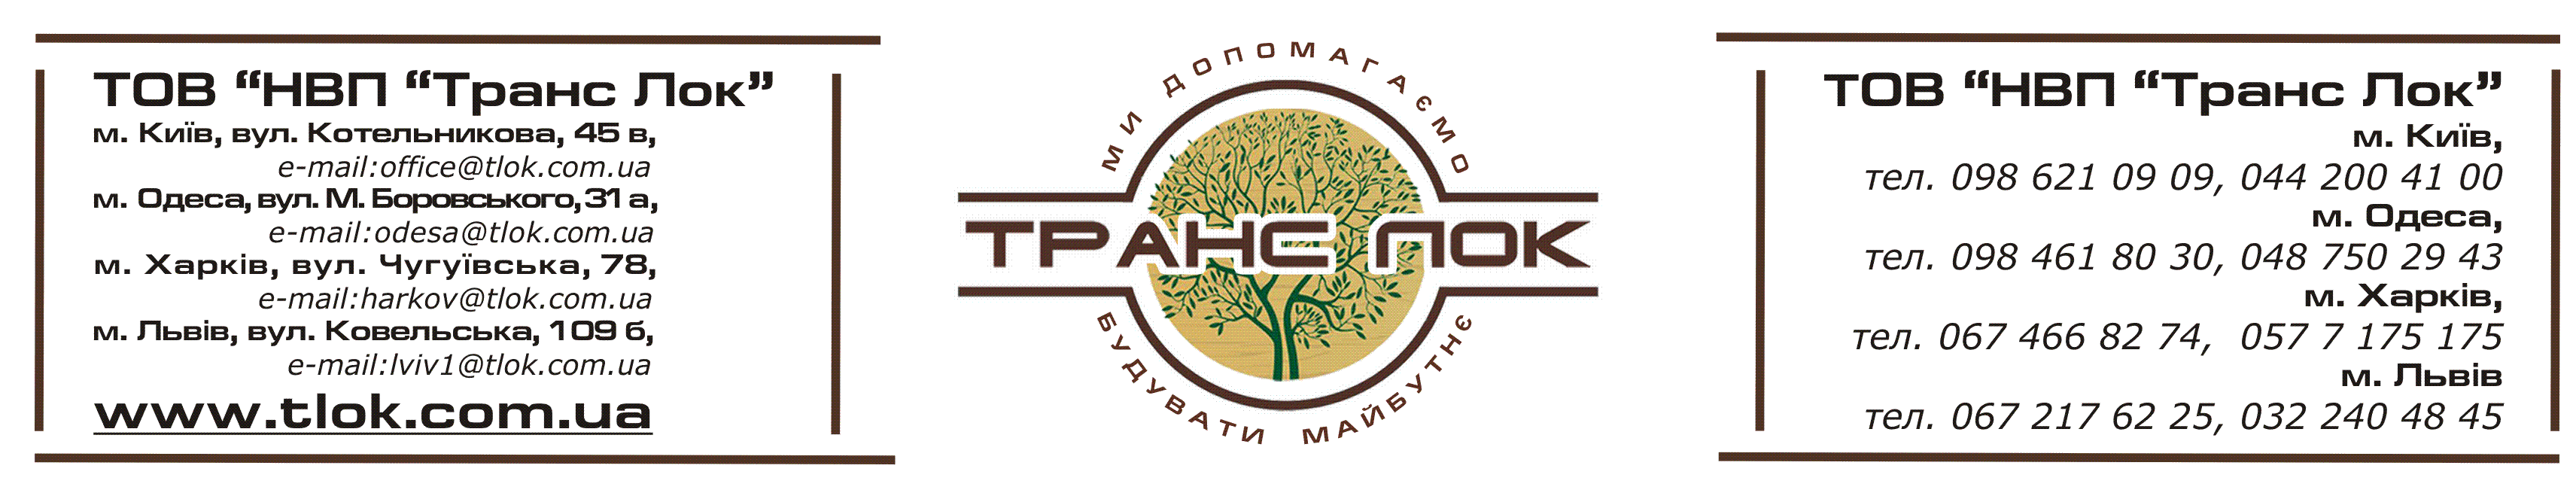 ТОВ “НВП “Транс Лок”
м. Київ, вул. Котельникова, 45 в,
e-mail:office@tlok.com.ua
м. Одеса, вул. М. Боровського, 31 а,
e-mail:odesa@tlok.com.ua
м. Харків, вул. Чугуївська, 78,
e-mail:harkov@tlok.com.ua
м. Львів, вул. Ковельська, 109 б,
e-mail:lviv1@tlok.com.ua
www.tlok.com.ua
МИ ДОПОМАГАЄМО
ТРАНС ЛОК
БУДУВАТИ МАЙБУТНЄ
ТОВ “НВП “Транс Лок”
м. Київ,
тел. 098 621 09 09, 044 200 41 00
м. Одеса,
тел. 098 461 80 30, 048 750 29 43
м. Харків,
тел. 067 466 82 74, 057 7 175 175
м. Львів
тел. 067 217 62 25, 032 240 48 45